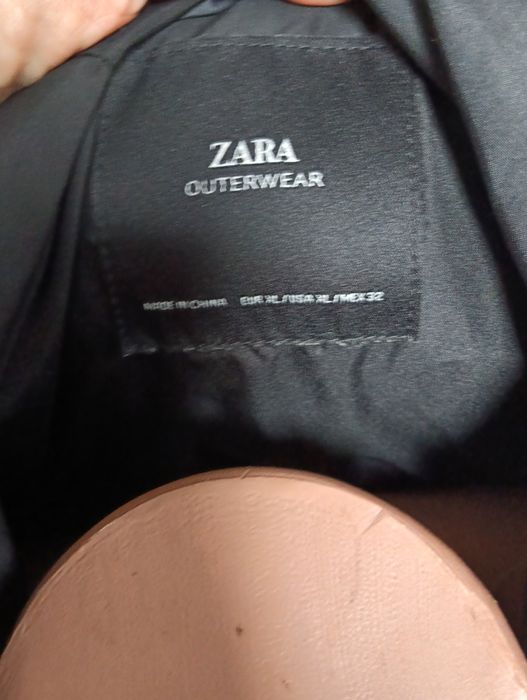 ZARA
OUTERWEAR
MADE IN CHINA EUR XL / USA XL / MEX 32